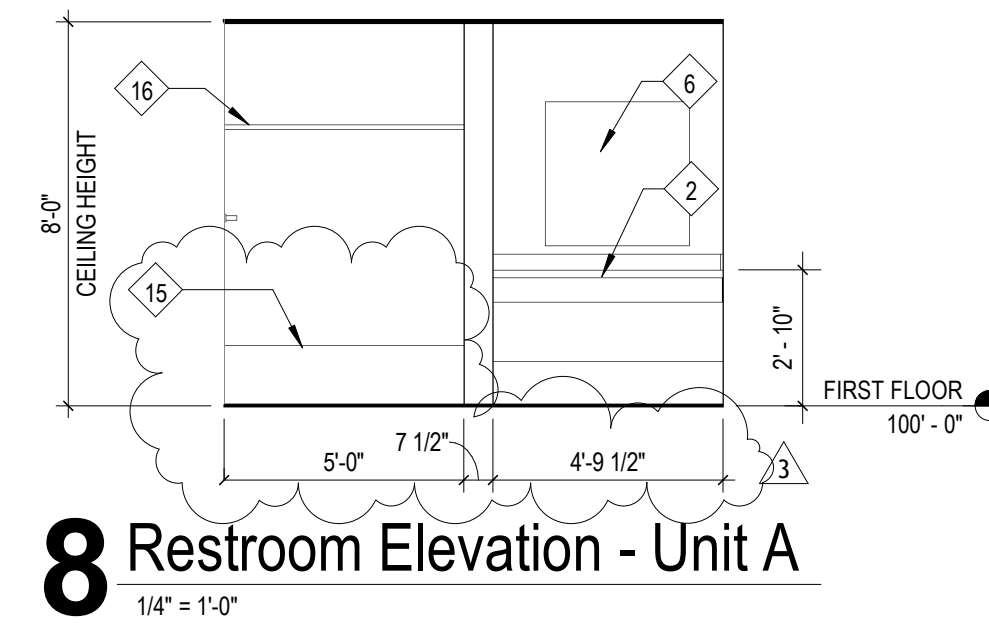 16
6
8'-0"
CEILING HEIGHT
2
15
2' - 10"
FIRST FLOOR
100' - 0"
5'-0"
7 1/2"
4'-9 1/2"
3
8 Restroom Elevation - Unit A
1/4" = 1'-0"